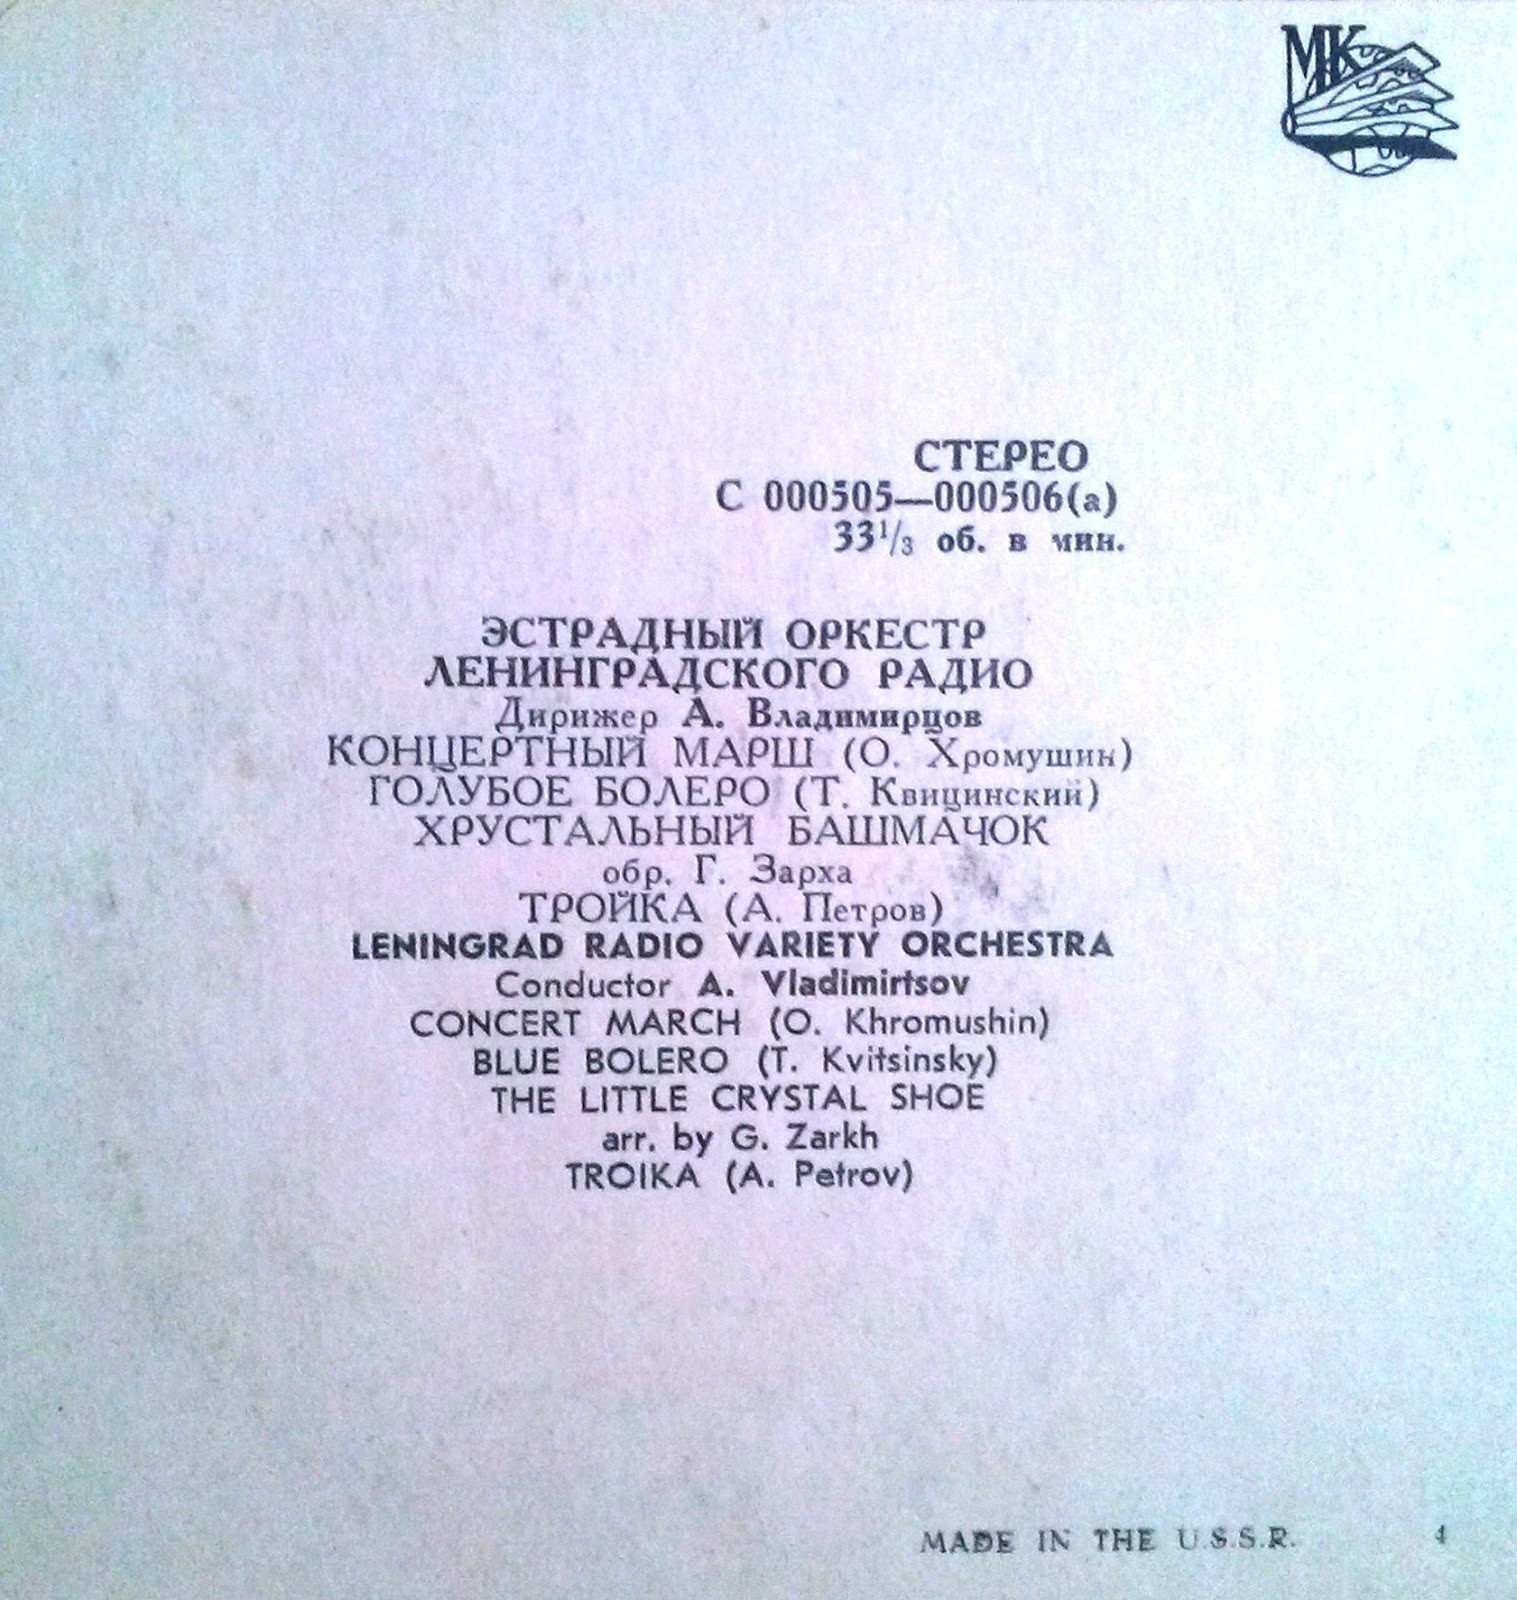 МК
СТЕРЕО
С 000505—000506(а)
33⅓ об. в мин.
ЭСТРАДНЫЙ ОРКЕСТР
ЛЕНИНГРАДСКОГО РАДИО
Дирижер А. Владимирцов
КОНЦЕРТНЫЙ МАРШ (О. Хромушин)
ГОЛУБОЕ БОЛЕРО (Т. Квицинский)
ХРУСТАЛЬНЫЙ БАШМАЧОК
обр. Г. Зарха
ТРОЙКА (А. Петров)
LENINGRAD RADIO VARIETY ORCHESTRA
Conductor A. Vladimirtsov
CONCERT MARCH (O. Khromushin)
BLUE BOLERO (T. Kvitsinsky)
THE LITTLE CRYSTAL SHOE
arr. by G. Zarkh
TROIKA (A. Petrov)
MADE IN THE U.S.S.R. 4